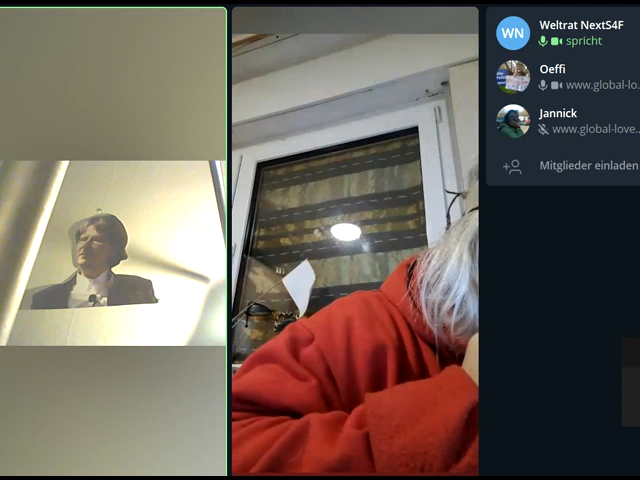 WN
Weltrat NextS4F
spricht
Oeffi
www.global-lo...
Jannick
www.global-love...
Mitglieder einladen